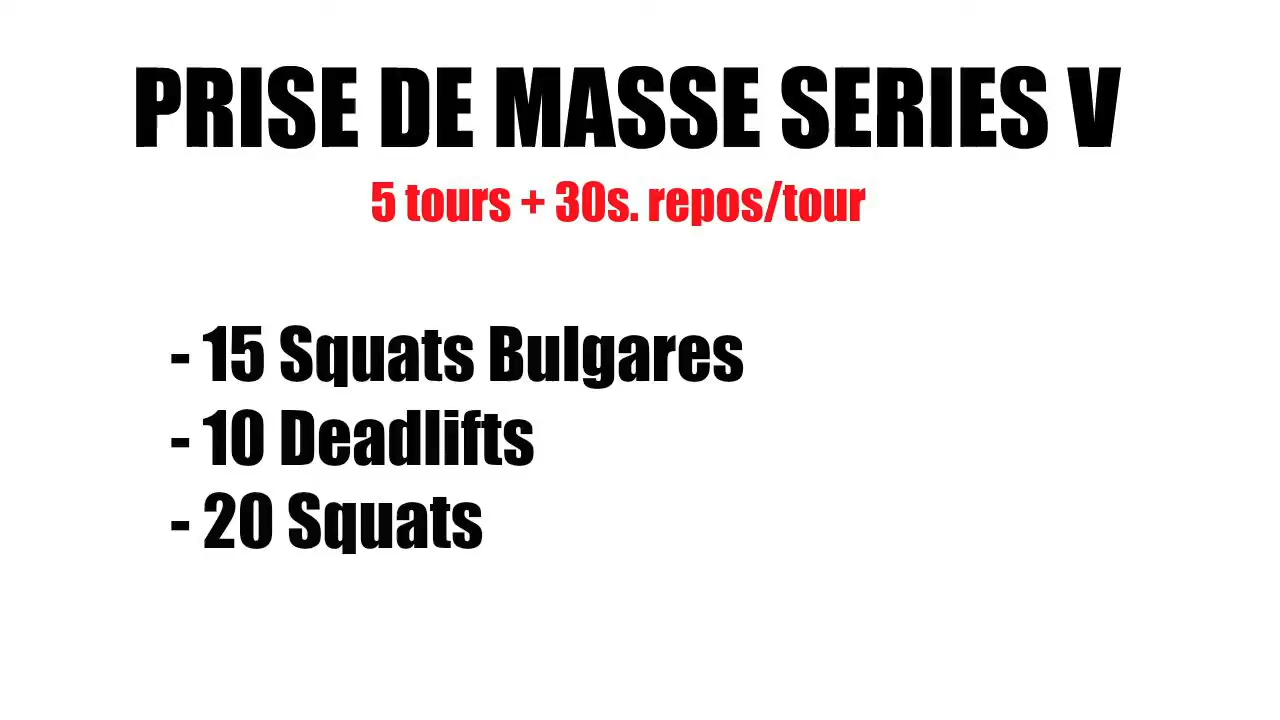 PRISE DE MASSE SERIES V
5 tours + 30s. repos/tour
- 15 Squats Bulgares
- 10 Deadlifts
- 20 Squats